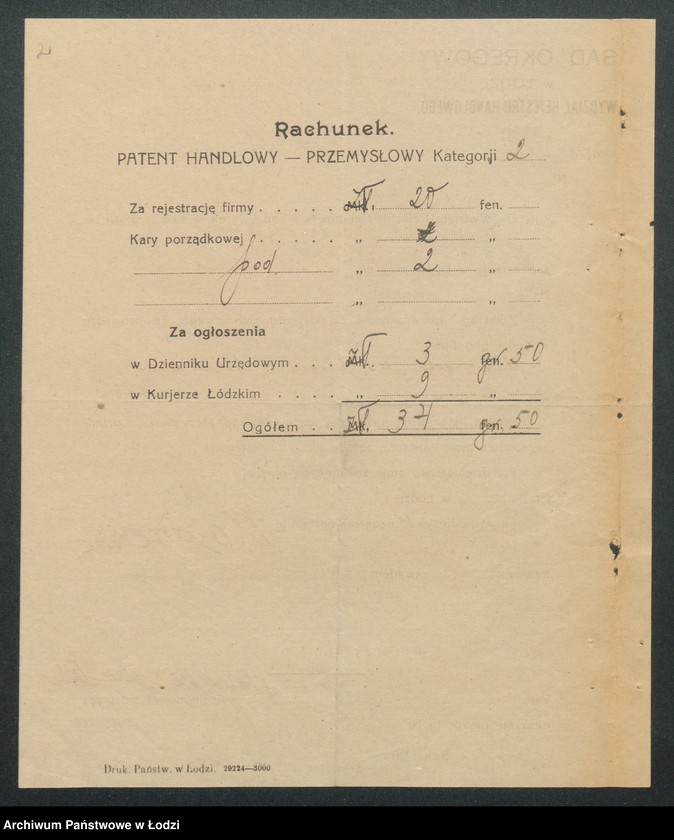 2
Rachunek.
PATENT HANDLOWY — PRZEMYSŁOWY Kategorji 2
Za rejestrację firmy . . . . . Zł. 20 fen.
Kary porządkowej . . . . . „ „
pod. „ 2 „
„ „
Za ogłoszenia
w Dzienniku Urzędowym . . . Zł. 3 gr. 50
w Kurjerze Łódzkim . . . . „ 9 „
Ogółem . . Zł. 34 gr. 50
Druk. Państw. w Łodzi. 29224—3000
Archiwum Państwowe w Łodzi